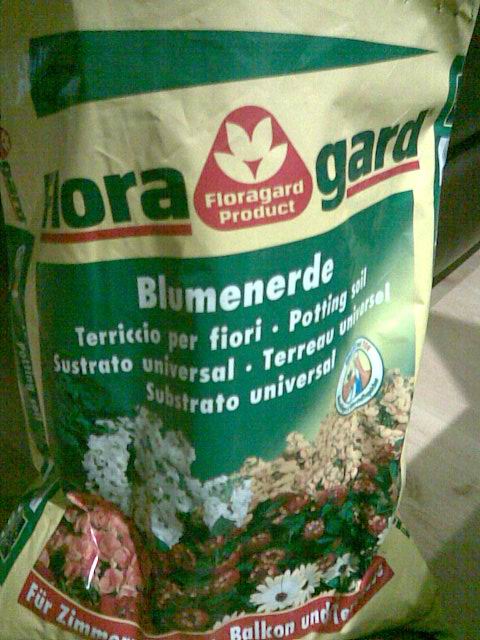 Flora gard
Floragard
Product
Blumenerde
Terriccio per fiori · Potting soil
Sustrato universal · Terreau universel
Substrato universal
Für Zimmer
Balkon und